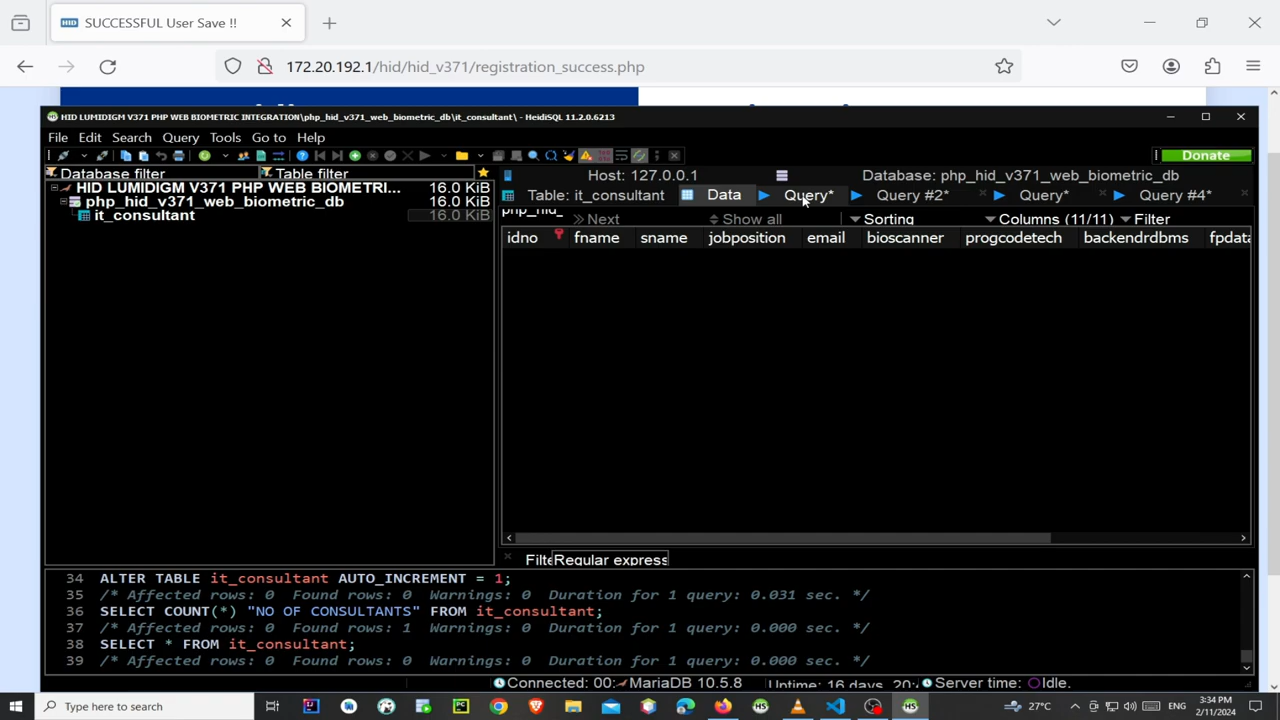 SUCCESSFUL User Save !!
172.20.192.1/hid/hid_v371/registration_success.php
HID LUMIDIGM V371 PHP WEB BIOMETRIC INTEGRATION\php_hid_v371_web_biometric_db\it_consultant\ - HeidiSQL 11.2.0.6213
File Edit Search Query Tools Go to Help
Donate
Database filter Table filter
Host: 127.0.0.1 Database: php_hid_v371_web_biometric_db
HID LUMIDIGM V371 PHP WEB BIOMETRI... 16.0 KiB
php_hid_v371_web_biometric_db 16.0 KiB
it_consultant 16.0 KiB
Table: it_consultant Data Query* Query #2* Query* Query #4*
php_hid_ Next Show all Sorting Columns (11/11) Filter
idno fname sname jobposition email bioscanner progcodetech backendrdbms fpdata
Regular express
34 ALTER TABLE it_consultant AUTO_INCREMENT = 1;
35 /* Affected rows: 0 Found rows: 0 Warnings: 0 Duration for 1 query: 0.031 sec. */
36 SELECT COUNT(*) "NO OF CONSULTANTS" FROM it_consultant;
37 /* Affected rows: 0 Found rows: 1 Warnings: 0 Duration for 1 query: 0.000 sec. */
38 SELECT * FROM it_consultant;
39 /* Affected rows: 0 Found rows: 0 Warnings: 0 Duration for 1 query: 0.000 sec. */
Connected: 00: MariaDB 10.5.8 Uptime: 16 days, 20: Server time: Idle.
Type here to search
27°C ENG 3:34 PM
2/11/2024